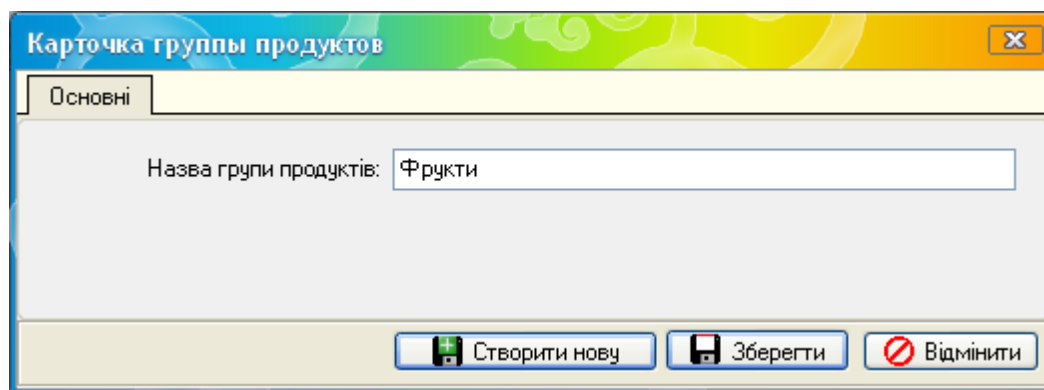 Карточка группы продуктов
Основні
Назва групи продуктів: Фрукти
Створити нову Зберегти Відмінити